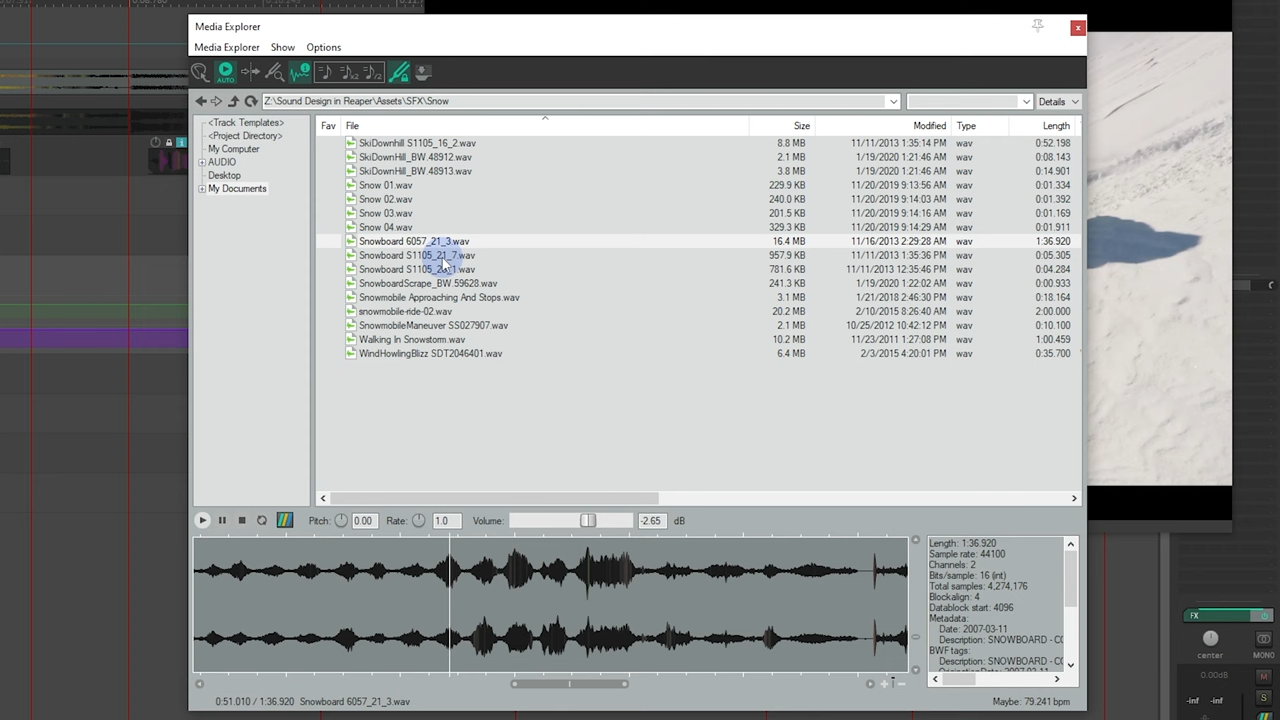 Media Explorer
Media Explorer Show Options
AUTO
Z:\Sound Design in Reaper\Assets\SFX\Snow
Details
<Track Templates>
<Project Directory>
My Computer
AUDIO
Desktop
My Documents
Fav File Size Modified Type Length
SkiDownhill S1105_16_2.wav 8.8 MB 11/11/2013 1:35:14 PM wav 0:52.198
SkiDownHill_BW.48912.wav 2.1 MB 1/19/2020 1:21:46 AM wav 0:08.143
SkiDownHill_BW.48913.wav 3.8 MB 1/19/2020 1:21:46 AM wav 0:14.901
Snow 01.wav 229.9 KB 11/20/2019 9:13:56 AM wav 0:01.334
Snow 02.wav 240.0 KB 11/20/2019 9:14:03 AM wav 0:01.392
Snow 03.wav 201.5 KB 11/20/2019 9:14:16 AM wav 0:01.169
Snow 04.wav 329.3 KB 11/20/2019 9:14:29 AM wav 0:01.911
Snowboard 6057_21_3.wav 16.4 MB 11/16/2013 2:29:28 AM wav 1:36.920
Snowboard S1105_21_7.wav 957.9 KB 11/11/2013 1:35:36 PM wav 0:05.305
Snowboard 781.6 KB 11/11/2013 12:35:46 PM wav 0:04.284
SnowboardScrape_BW.59628.wav 241.3 KB 1/19/2020 1:22:02 AM wav 0:00.933
Snowmobile Approaching And Stops.wav 3.1 MB 1/21/2018 2:46:30 PM wav 0:18.164
snowmobile-ride-02.wav 20.2 MB 2/10/2015 8:26:40 AM wav 2:00.000
SnowmobileManeuver SS027907.wav 2.1 MB 10/25/2012 10:42:12 PM wav 0:10.100
Walking In Snowstorm.wav 10.2 MB 11/23/2011 1:27:08 PM wav 1:00.459
WindHowlingBlizz SDT2046401.wav 6.4 MB 2/3/2015 4:20:01 PM wav 0:35.700
Pitch: 0.00 Rate: 1.0 Volume: -2.65 dB
Length: 1:36.920
Sample rate: 44100
Channels: 2
Bits/sample: 16 (int)
Total samples: 4,274,176
Blockalign: 4
Datablock start: 4096
Metadata:
Date: 2007-03-11
Description: SNOWBOARD - CC
BWF tags:
Description: SNOWBOARD - CC
0:51.010 / 1:36.920 Snowboard 6057_21_3.wav
Maybe: 79.241 bpm
FX
center
MONO
0.00dB
-inf -inf
M
S